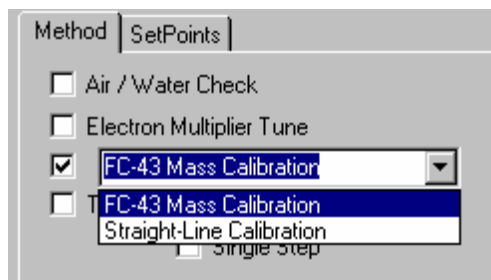 Method SetPoints
Air / Water Check
Electron Multiplier Tune
FC-43 Mass Calibration
FC-43 Mass Calibration
Straight-Line Calibration
Single Step